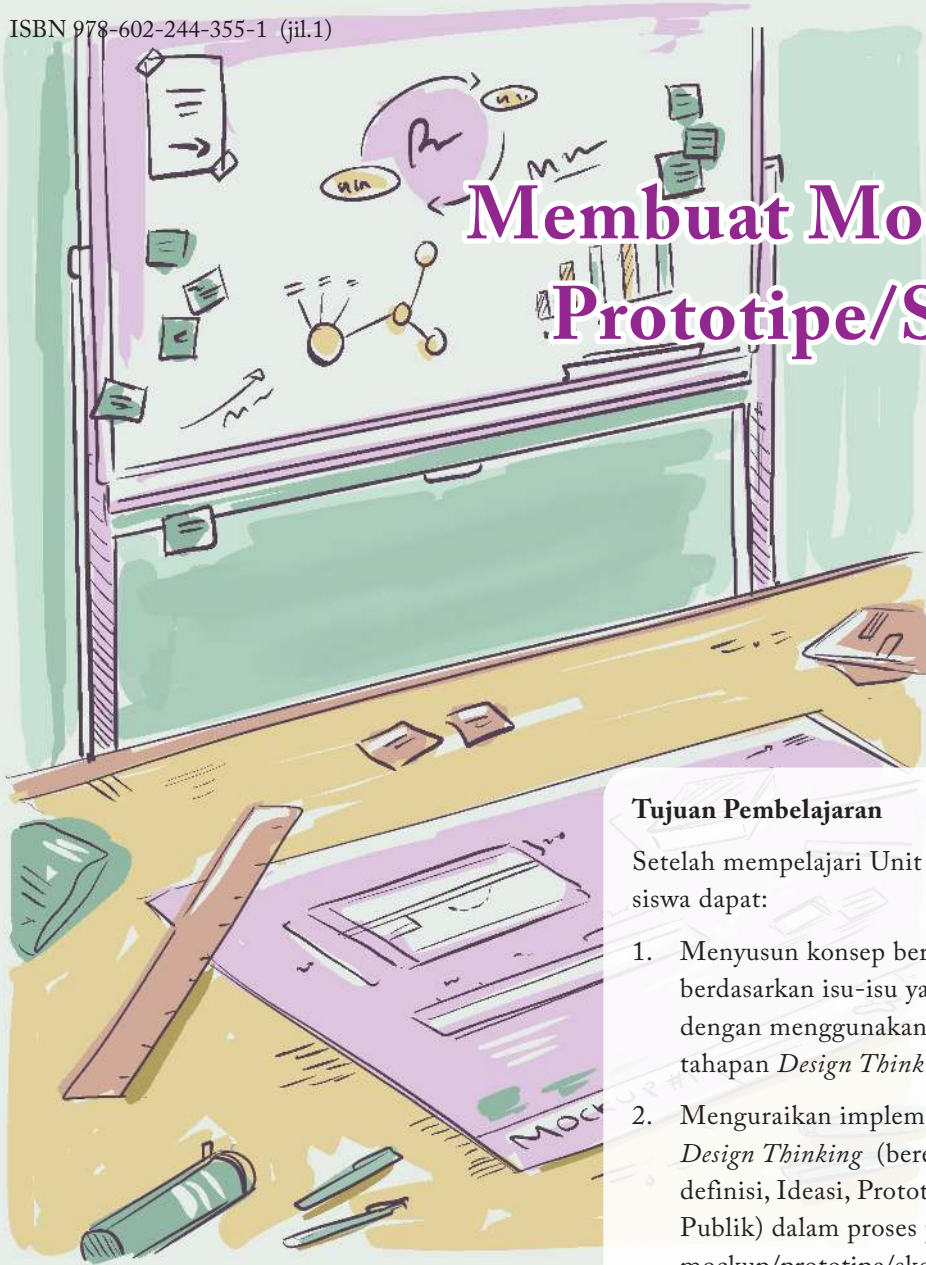 ISBN 978-602-244-355-1 (jil.1)
Membuat Mo
Prototipe/S
Tujuan Pembelajaran
Setelah mempelajari Unit
siswa dapat:
1. Menyusun konsep ber
berdasarkan isu-isu ya
dengan menggunakan
tahapan Design Think
2. Menguraikan implem
Design Thinking (bere
definisi, Ideasi, Protot
Publik) dalam proses
MOCKUP #1